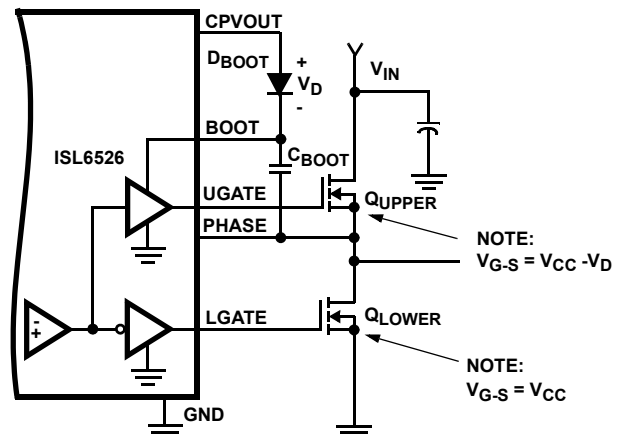 CPVOUT
DBOOT
+
VD
-
VIN
BOOT
ISL6526
CBOOT
UGATE
QUPPER
PHASE
NOTE:
VG-S = VCC -VD
-
+
LGATE
QLOWER
NOTE:
VG-S = VCC
GND